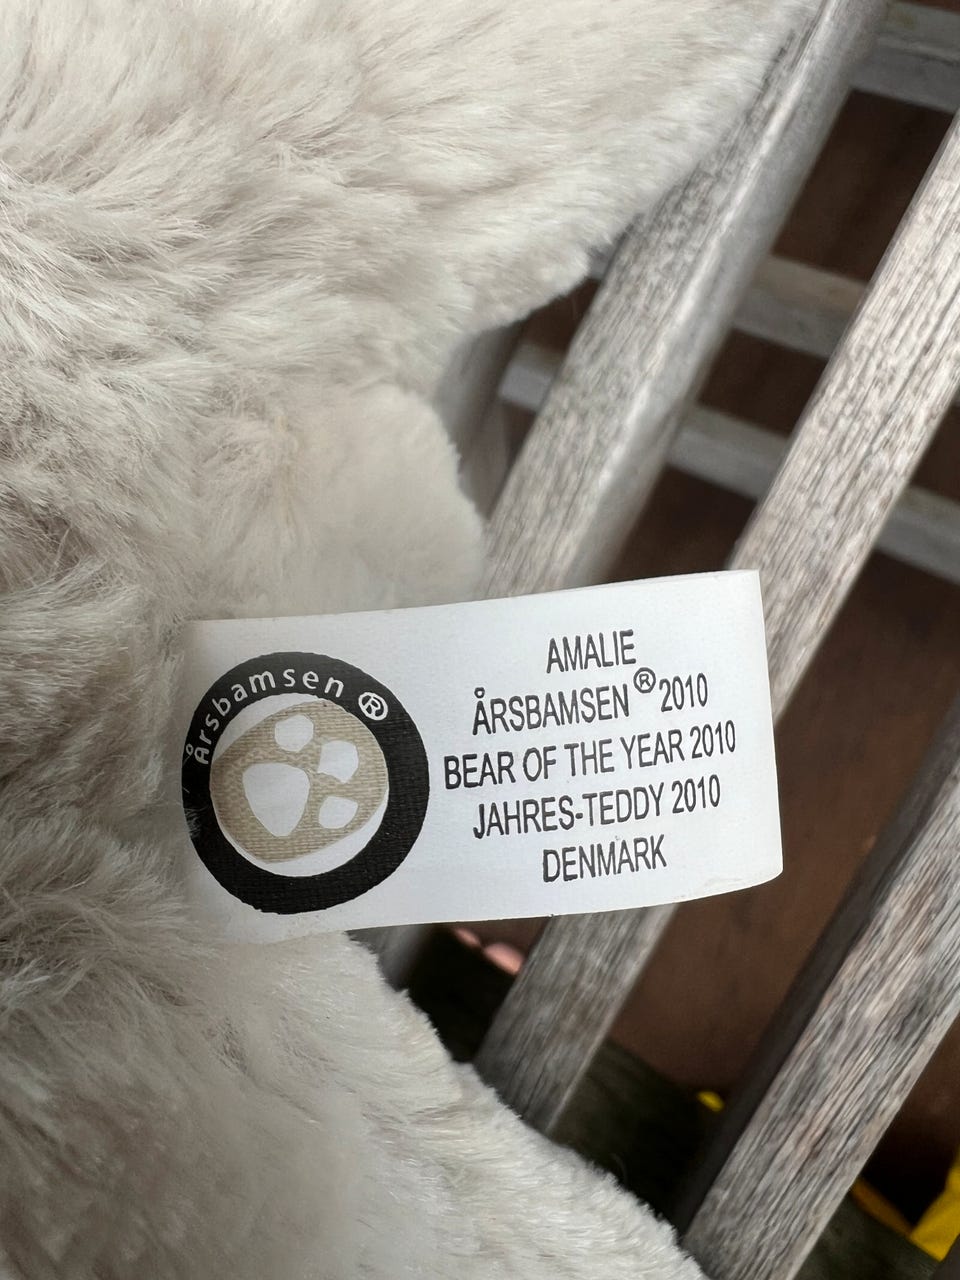 Årsbamsen ®
AMALIE
ÅRSBAMSEN ® 2010
BEAR OF THE YEAR 2010
JAHRES-TEDDY 2010
DENMARK